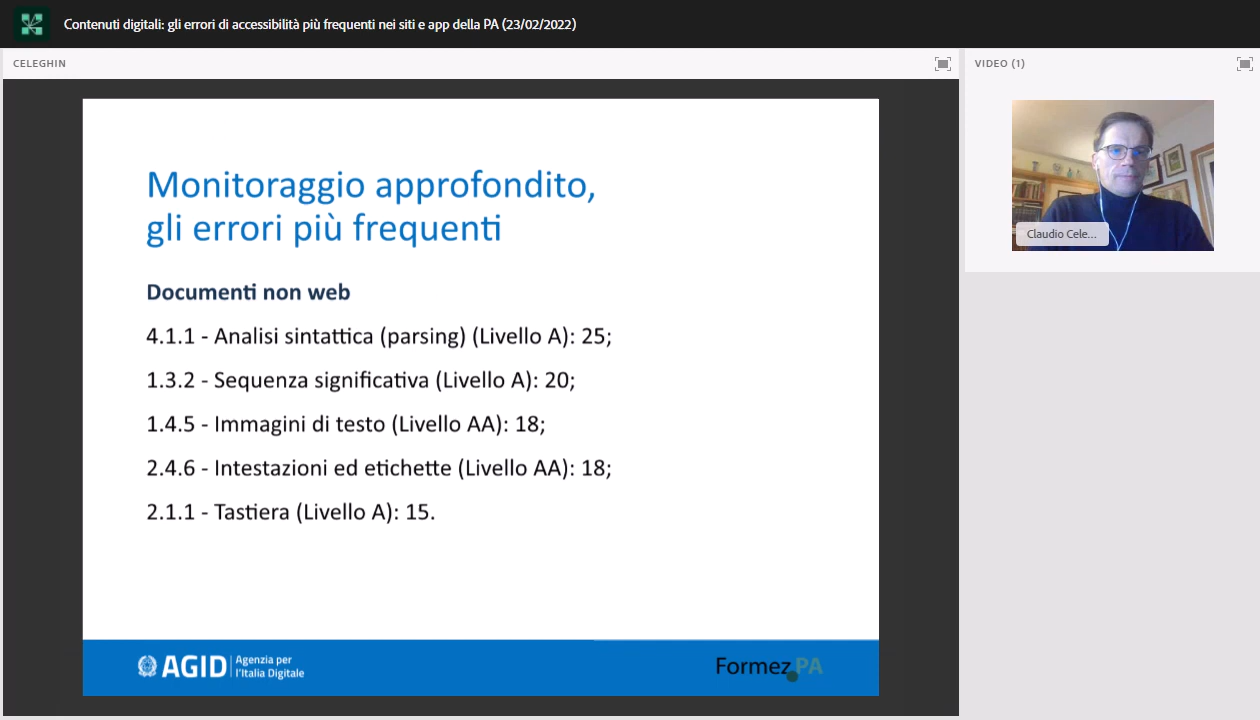 Contenuti digitali: gli errori di accessibilità più frequenti nei siti e app della PA (23/02/2022)
CELEGHIN
VIDEO (1)
Monitoraggio approfondito,
gli errori più frequenti
Documenti non web
4.1.1 - Analisi sintattica (parsing) (Livello A): 25;
1.3.2 - Sequenza significativa (Livello A): 20;
1.4.5 - Immagini di testo (Livello AA): 18;
2.4.6 - Intestazioni ed etichette (Livello AA): 18;
2.1.1 - Tastiera (Livello A): 15.
Claudio Cele...
AGID Agenzia per
l'Italia Digitale
Formez PA